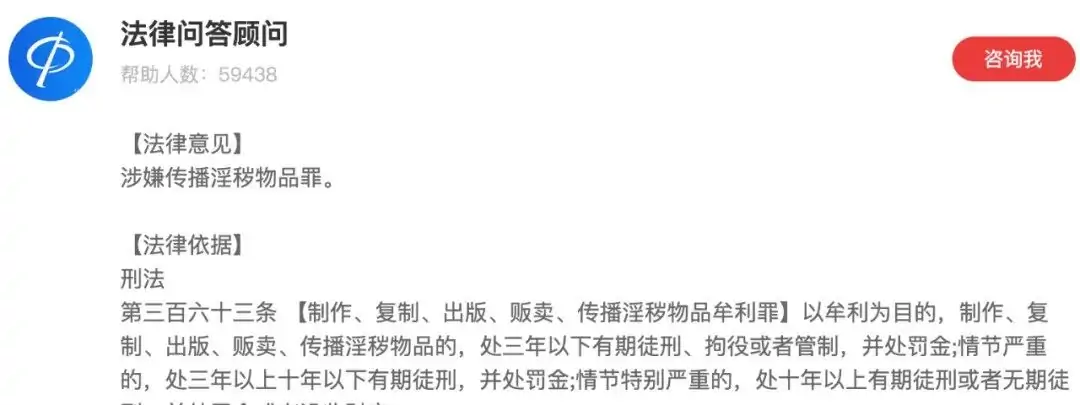 法律问答顾问
帮助人数：59438
咨询我
【法律意见】
涉嫌传播淫秽物品罪。
【法律依据】
刑法
第三百六十三条 【制作、复制、出版、贩卖、传播淫秽物品牟利罪】以牟利为目的，制作、复
制、出版、贩卖、传播淫秽物品的，处三年以下有期徒刑、拘役或者管制，并处罚金;情节严重
的，处三年以上十年以下有期徒刑，并处罚金;情节特别严重的，处十年以上有期徒刑或者无期徒